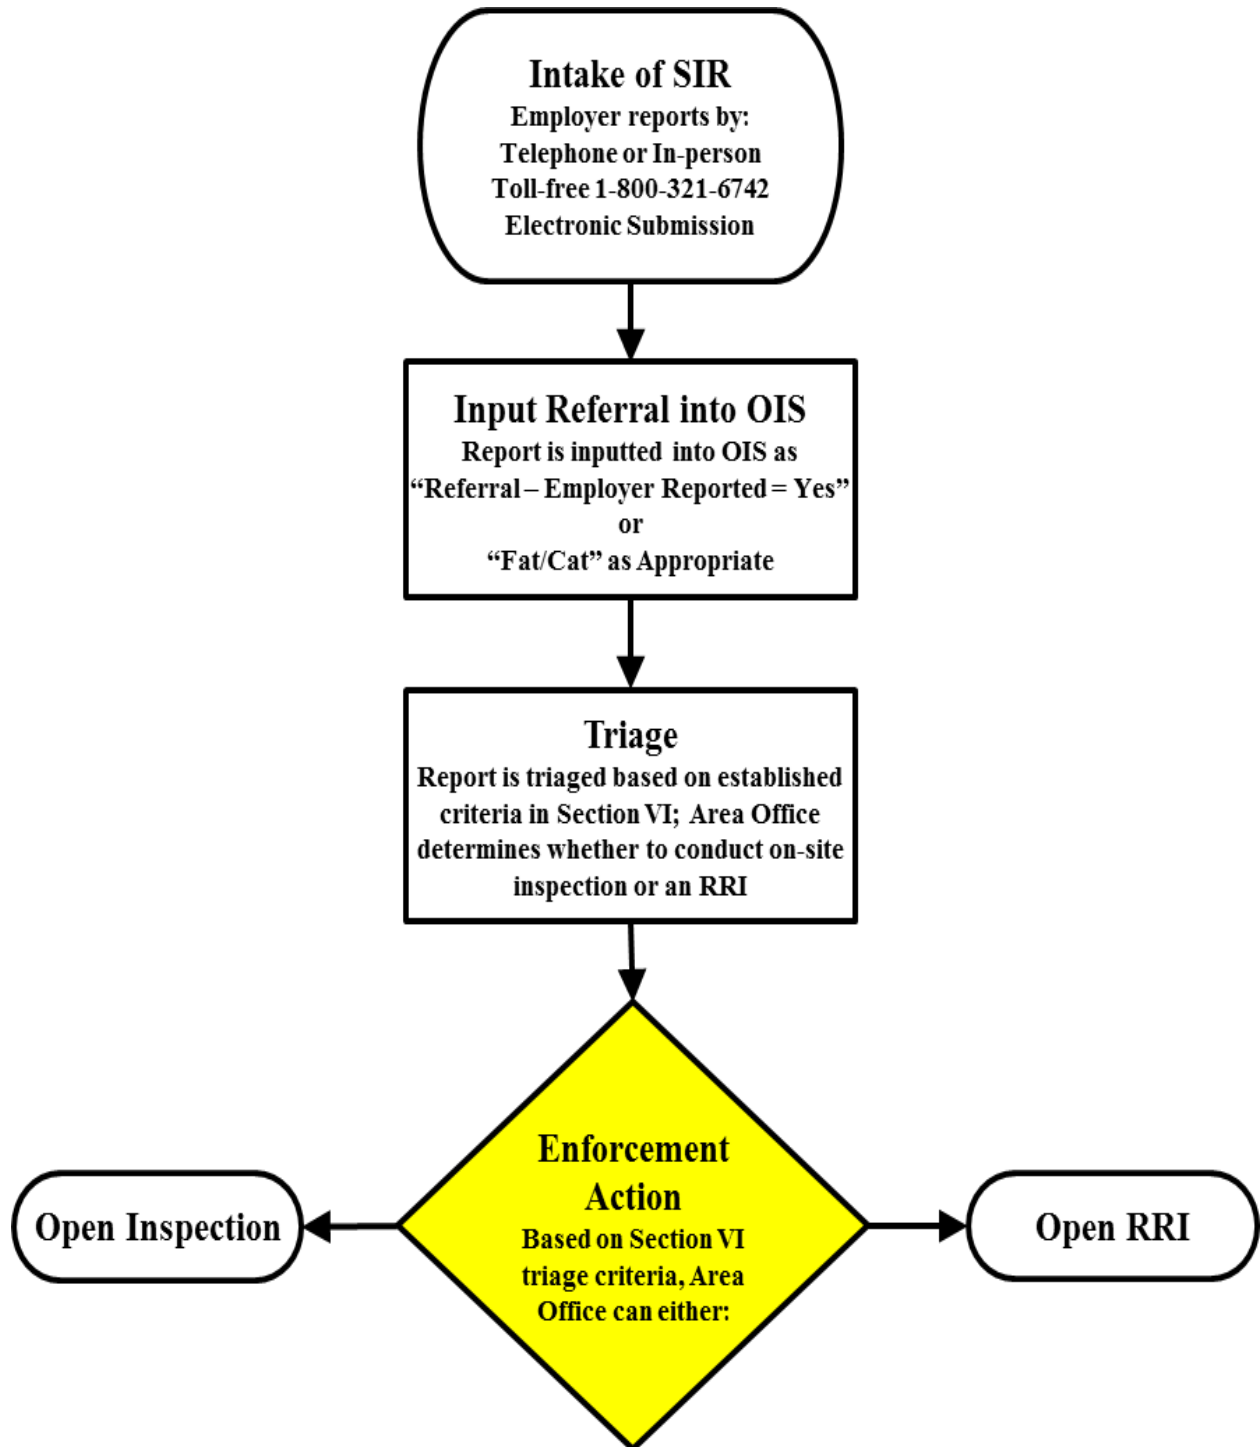 Intake of SIR
Employer reports by:
Telephone or In-person
Toll-free 1-800-321-6742
Electronic Submission
Input Referral into OIS
Report is inputted into OIS as
“Referral – Employer Reported = Yes”
or
“Fat/Cat” as Appropriate
Triage
Report is triaged based on established
criteria in Section VI; Area Office
determines whether to conduct on-site
inspection or an RRI
Enforcement
Action
Based on Section VI
triage criteria, Area
Office can either:
Open Inspection
Open RRI